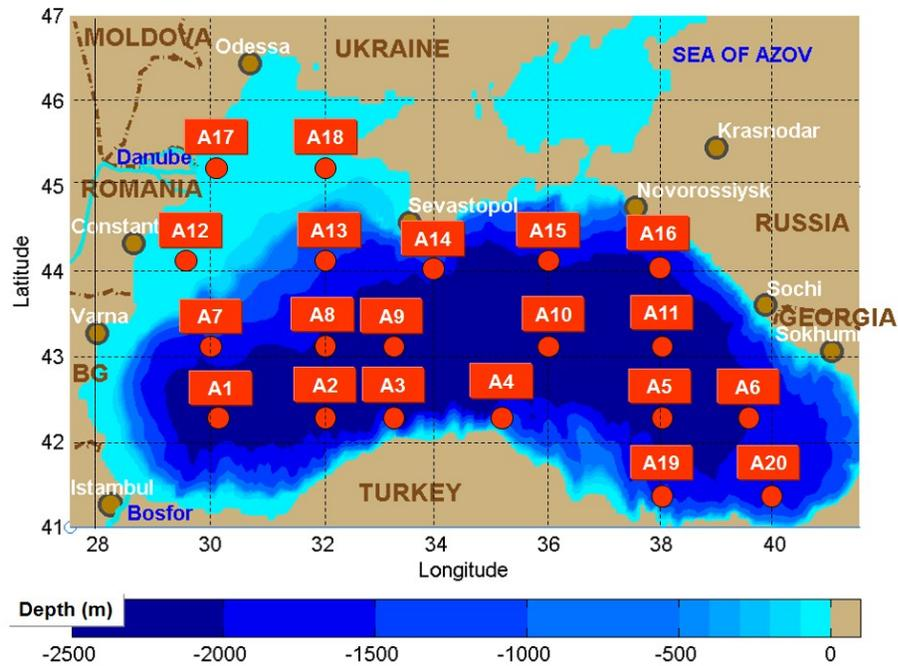 47
MOLDOVA
Odessa
UKRAINE
SEA OF AZOV
46
Krasnodar
A17
A18
Danube
45
ROMANIA
Novorossiysk
Sevastopol
Constant
A12
A13
A14
A15
A16
RUSSIA
44
Latitude
Sochi
GEORGIA
Varna
A7
A8
A9
A10
A11
Sokhumi
43
BG
A1
A2
A3
A4
A5
A6
42
A19
A20
Istambul
TURKEY
Bosfor
41
28
30
32
34
36
38
40
Longitude
Depth (m)
-2500
-2000
-1500
-1000
-500
0